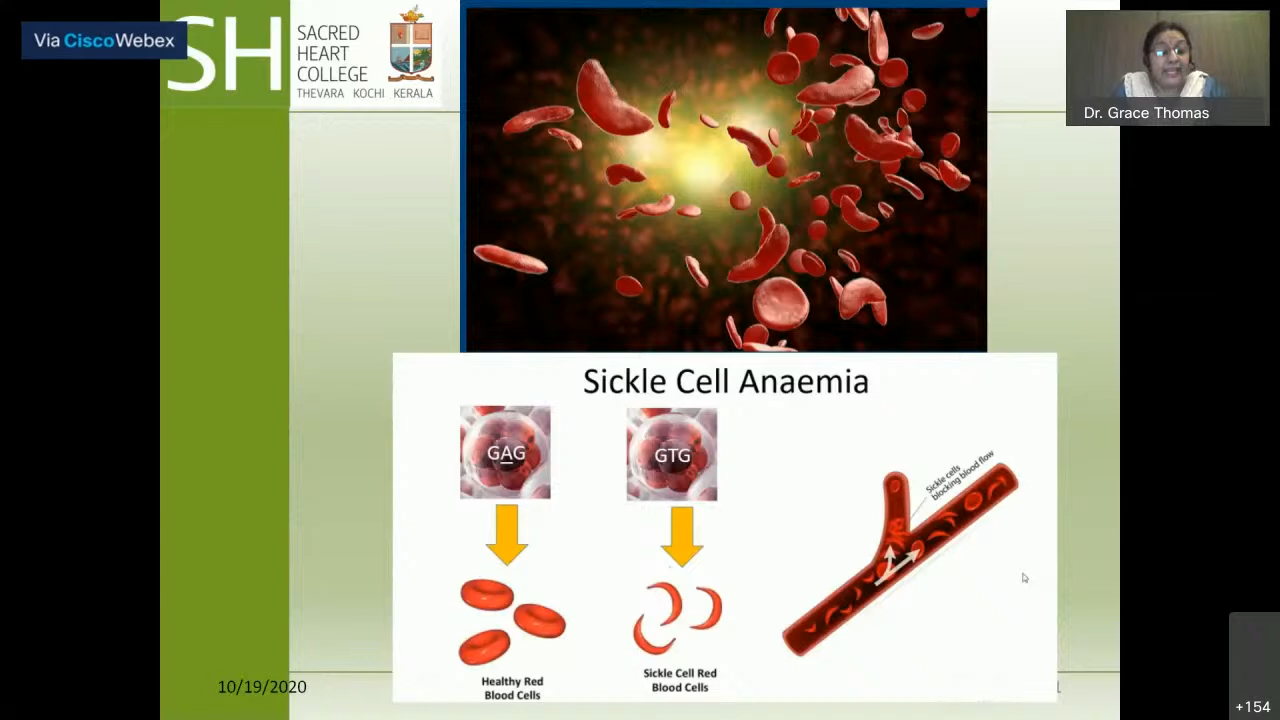 Via CiscoWebex
SH
SACRED
HEART
COLLEGE
THEVARA KOCHI KERALA
Dr. Grace Thomas
Sickle Cell Anaemia
GAG
GTG
Sickle cells
blocking blood flow
Healthy Red
Blood Cells
Sickle Cell Red
Blood Cells
10/19/2020
+154